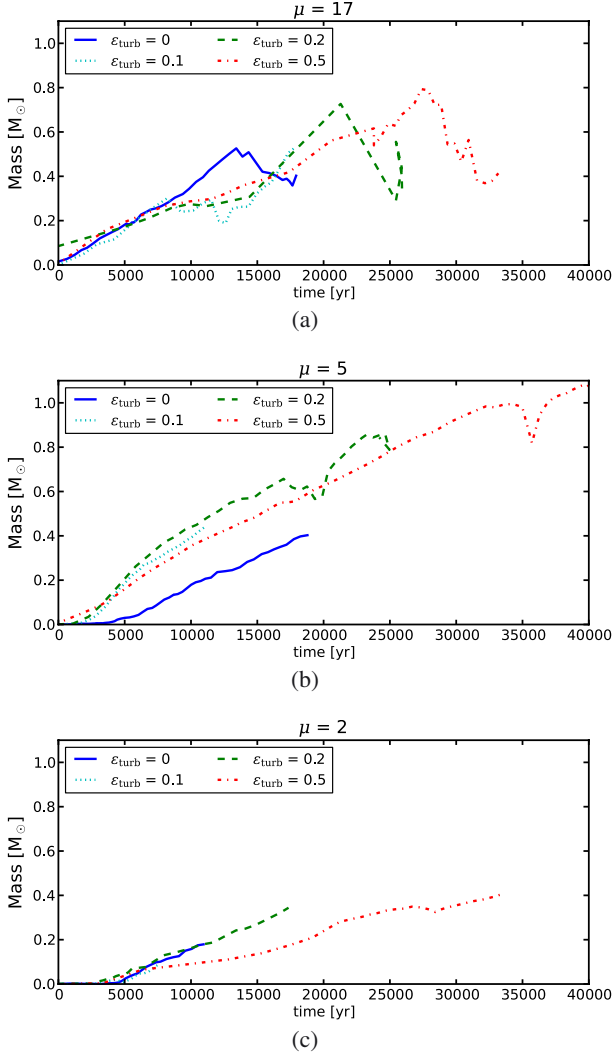 μ = 17
ε_turb = 0
ε_turb = 0.1
ε_turb = 0.2
ε_turb = 0.5
1.0
0.8
0.6
0.4
0.2
0.0
Mass [M☉]
0 5000 10000 15000 20000 25000 30000 35000 40000
time [yr]
(a)
μ = 5
ε_turb = 0
ε_turb = 0.1
ε_turb = 0.2
ε_turb = 0.5
1.0
0.8
0.6
0.4
0.2
0.0
Mass [M☉]
0 5000 10000 15000 20000 25000 30000 35000 40000
time [yr]
(b)
μ = 2
ε_turb = 0
ε_turb = 0.1
ε_turb = 0.2
ε_turb = 0.5
1.0
0.8
0.6
0.4
0.2
0.0
Mass [M☉]
0 5000 10000 15000 20000 25000 30000 35000 40000
time [yr]
(c)